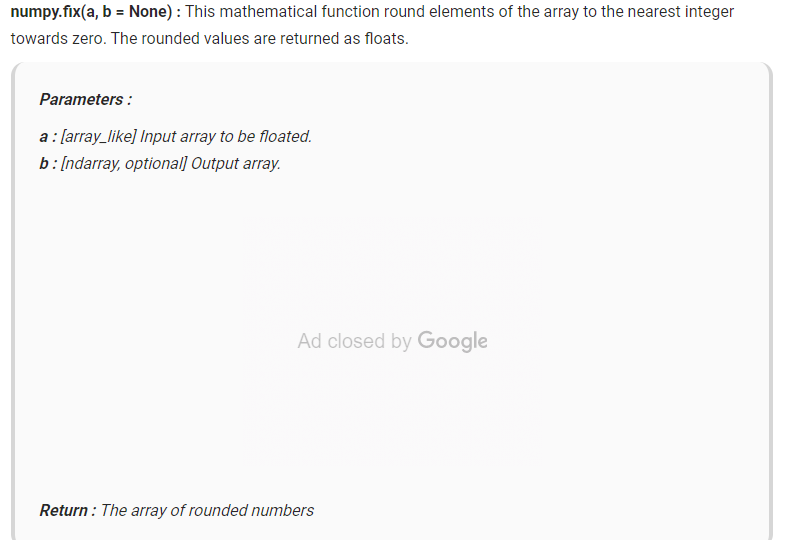 numpy.fix(a, b = None) : This mathematical function round elements of the array to the nearest integer
towards zero. The rounded values are returned as floats.
Parameters :
a : [array_like] Input array to be floated.
b : [ndarray, optional] Output array.
Ad closed by Google
Return : The array of rounded numbers